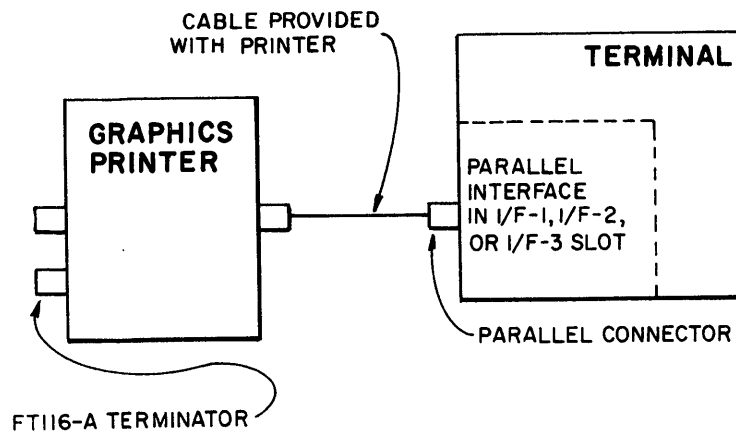 CABLE PROVIDED
WITH PRINTER
TERMINAL
GRAPHICS
PRINTER
PARALLEL
INTERFACE
IN I/F-1, I/F-2,
OR I/F-3 SLOT
PARALLEL CONNECTOR
FT116-A TERMINATOR